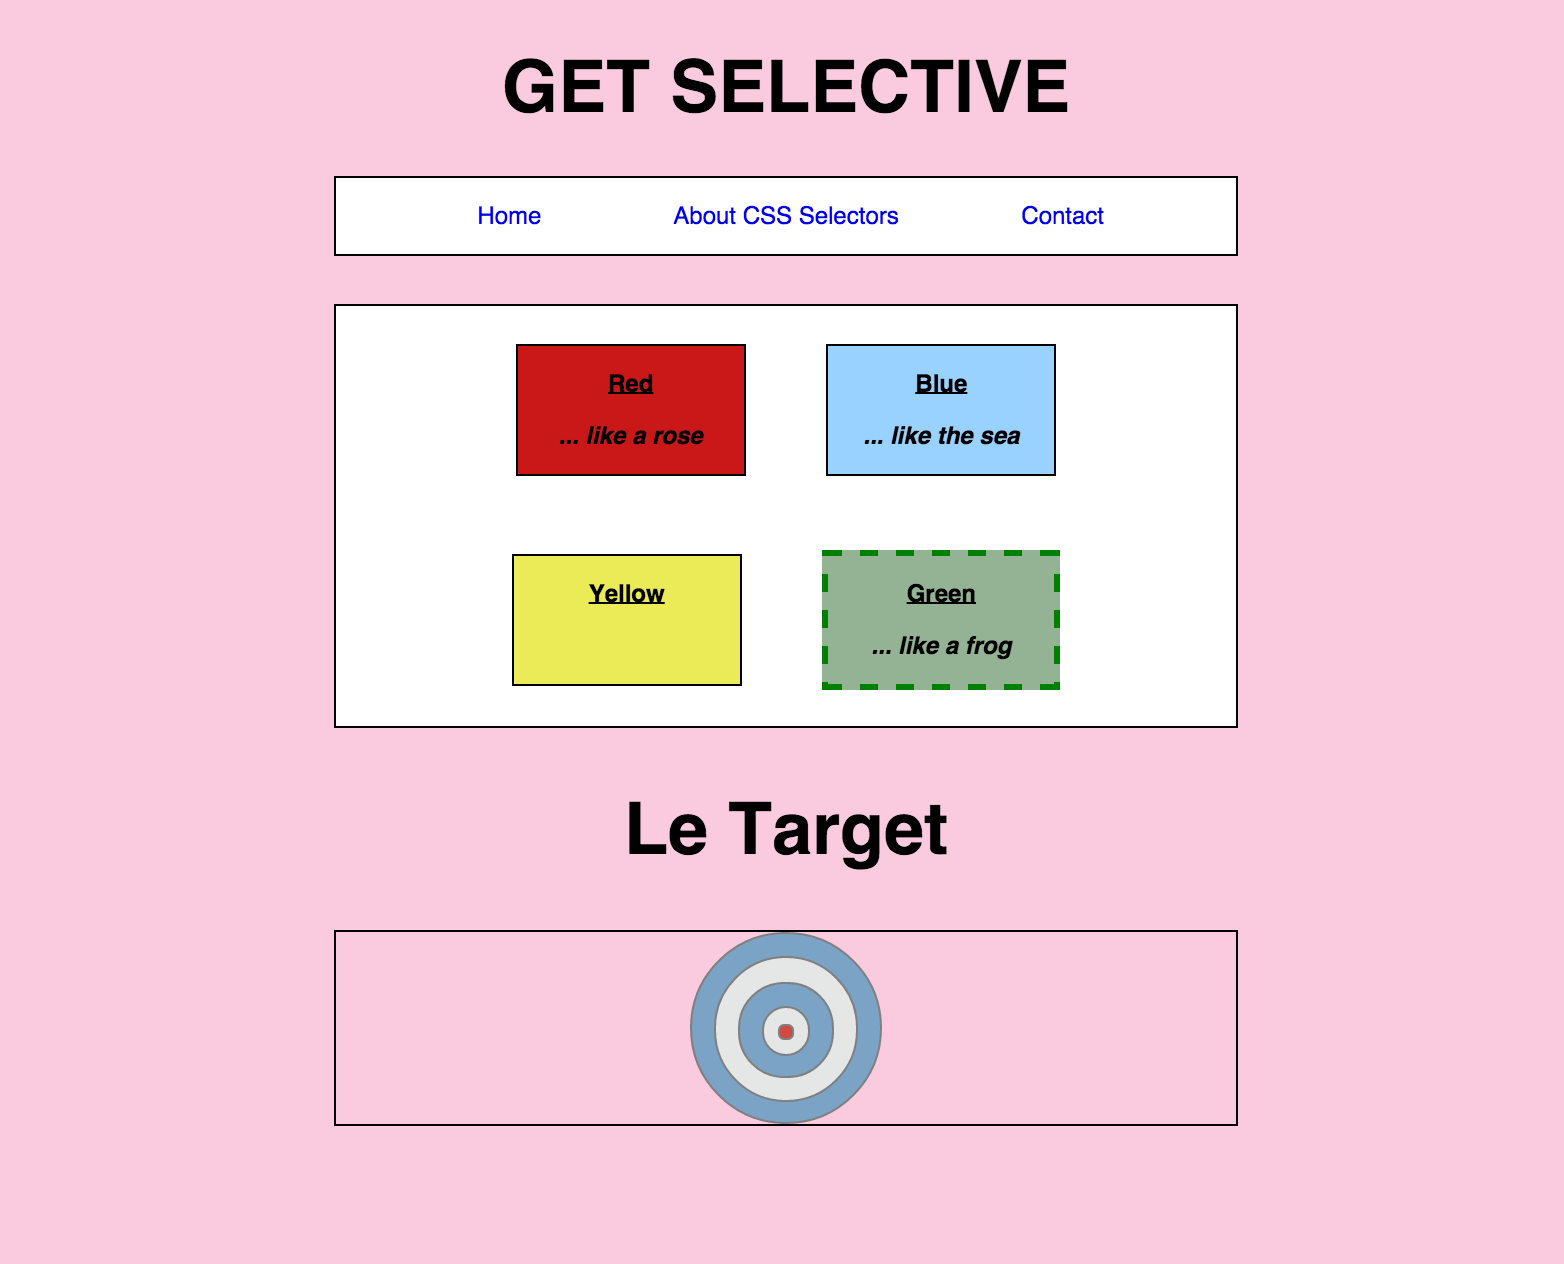 GET SELECTIVE
Home About CSS Selectors Contact
Red
... like a rose
Blue
... like the sea
Yellow
Green
... like a frog
Le Target